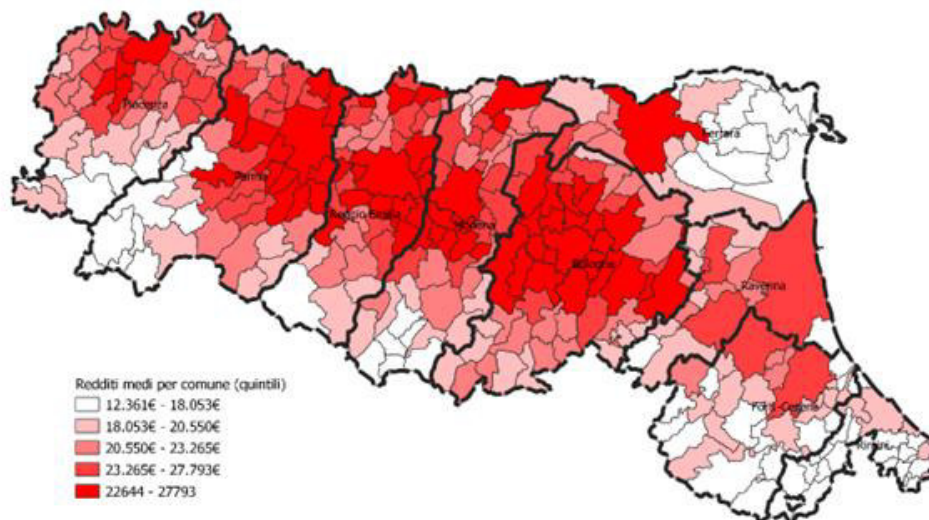 Piacenza
Ferrara
Parma
Reggio Emilia
Modena
Bologna
Ravenna
Redditi medi per comune (quintili)
12.361€ - 18.053€
18.053€ - 20.550€
20.550€ - 23.265€
23.265€ - 27.793€
22644 - 27793
Forlì-Cesena
Rimini